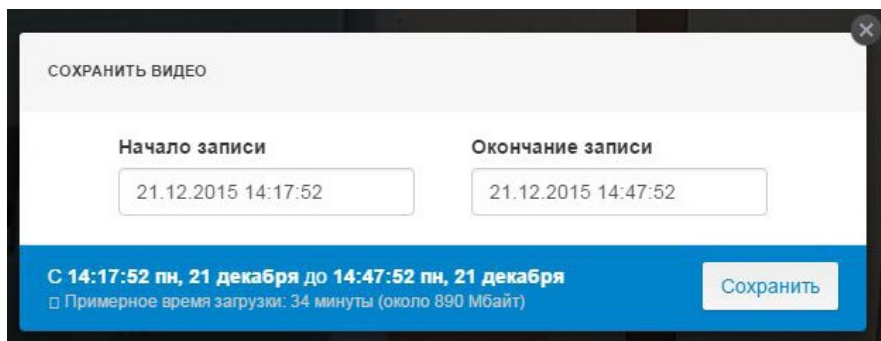 СОХРАНИТЬ ВИДЕО
Начало записи
Окончание записи
21.12.2015 14:17:52
21.12.2015 14:47:52
С 14:17:52 пн, 21 декабря до 14:47:52 пн, 21 декабря
Примерное время загрузки: 34 минуты (около 890 Мбайт)
Сохранить